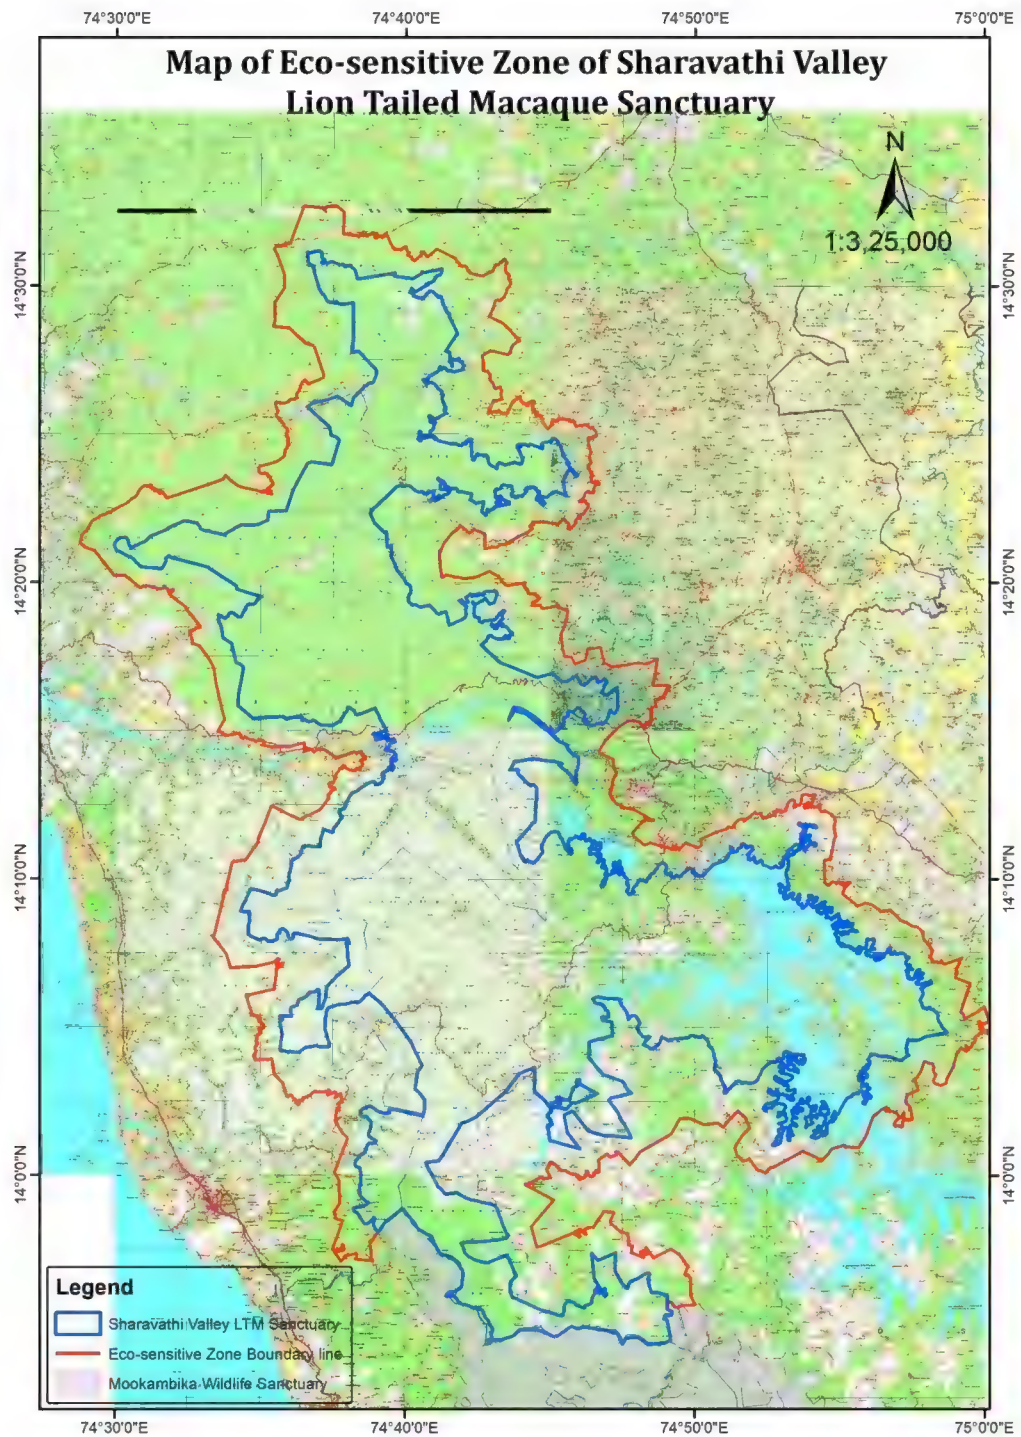 74°30'0"E 74°40'0"E 74°50'0"E 75°0'0"E
Map of Eco-sensitive Zone of Sharavathi Valley
Lion Tailed Macaque Sanctuary
N
1:3,25,000
14°30'0"N 14°30'0"N
14°20'0"N 14°20'0"N
14°10'0"N 14°10'0"N
14°0'0"N 14°0'0"N
Legend
Sharavathi Valley LTM Sanctuary
Eco-sensitive Zone Boundary line
Mookambika Wildlife Sanctuary
74°30'0"E 74°40'0"E 74°50'0"E 75°0'0"E